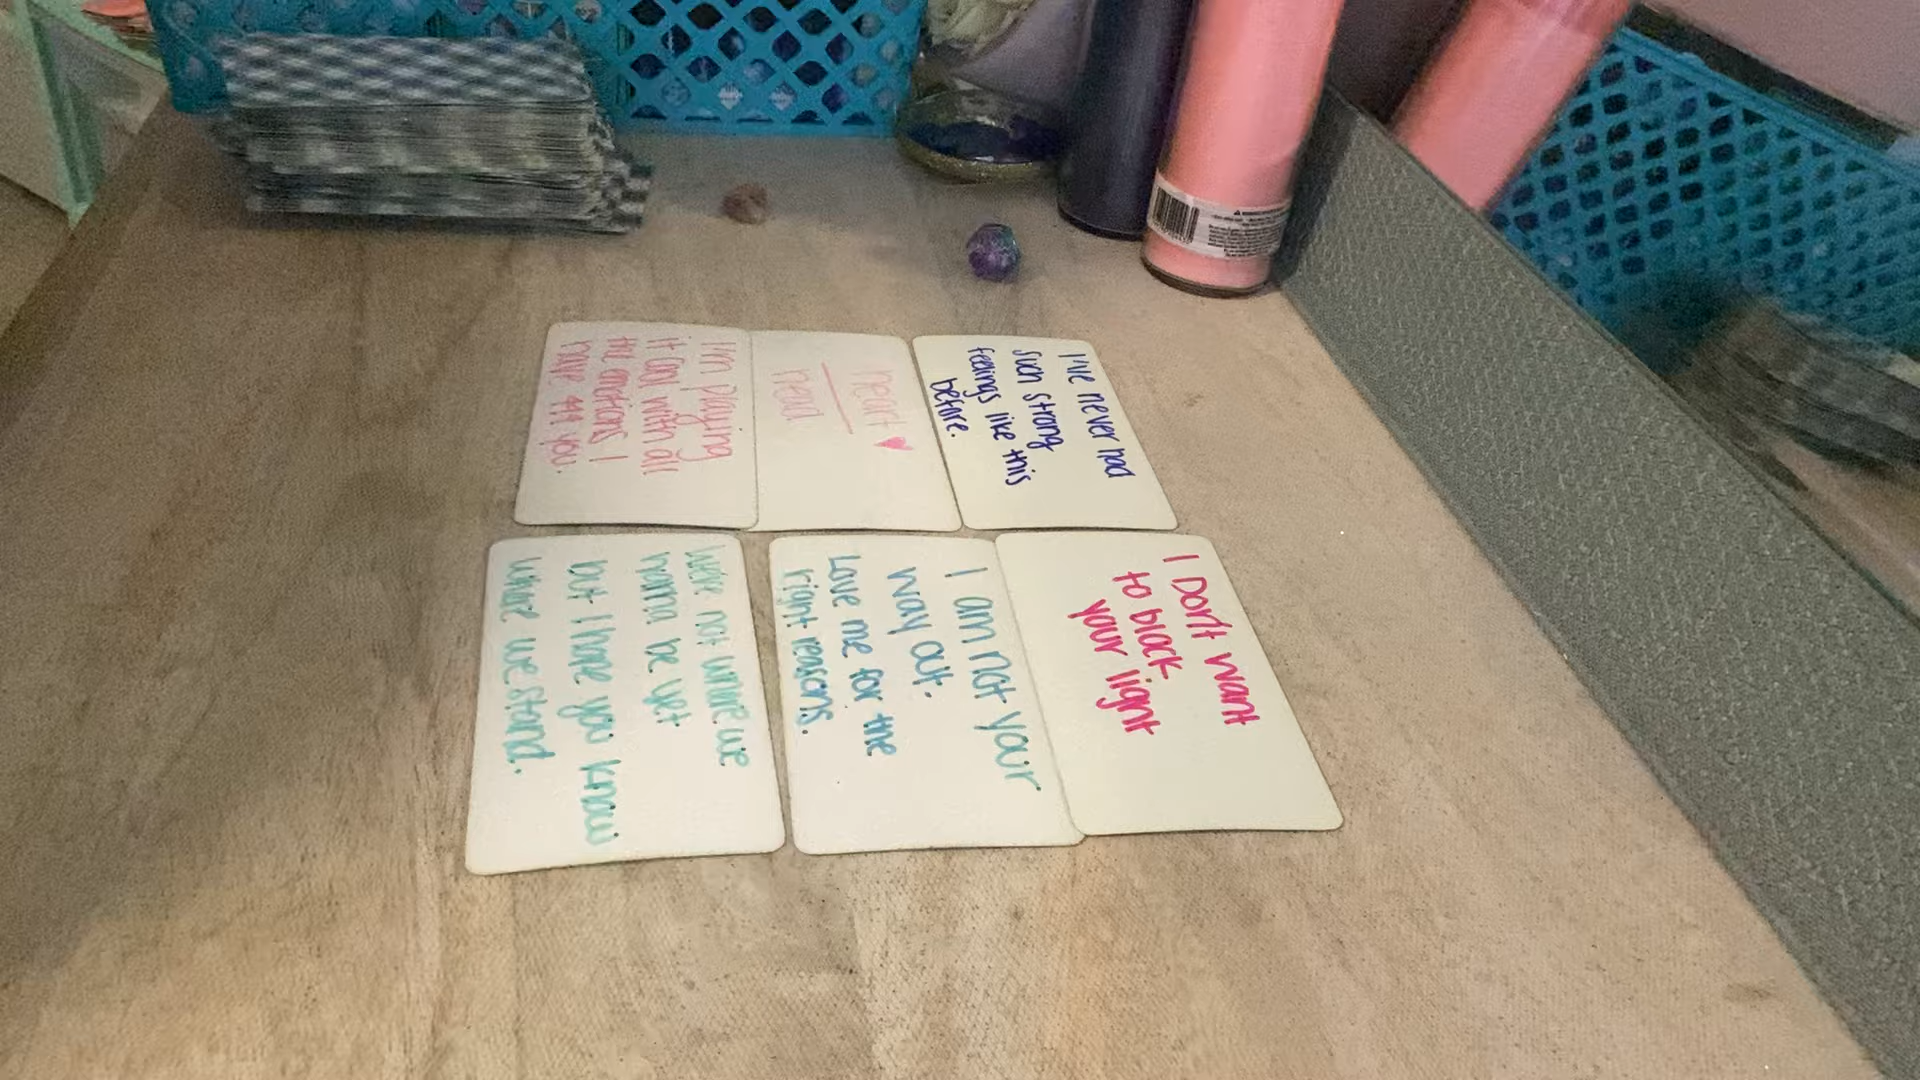 I've never had
such strong
feelings like this
before.
heart ♥
head
I'm playing
it cool with all
the emotions I
have 444 you.
I Don't want
to block
your light
I am not your
way out.
Love me for the
right reasons.
We're not where we
wanna be yet
but I hope you know
where we stand.